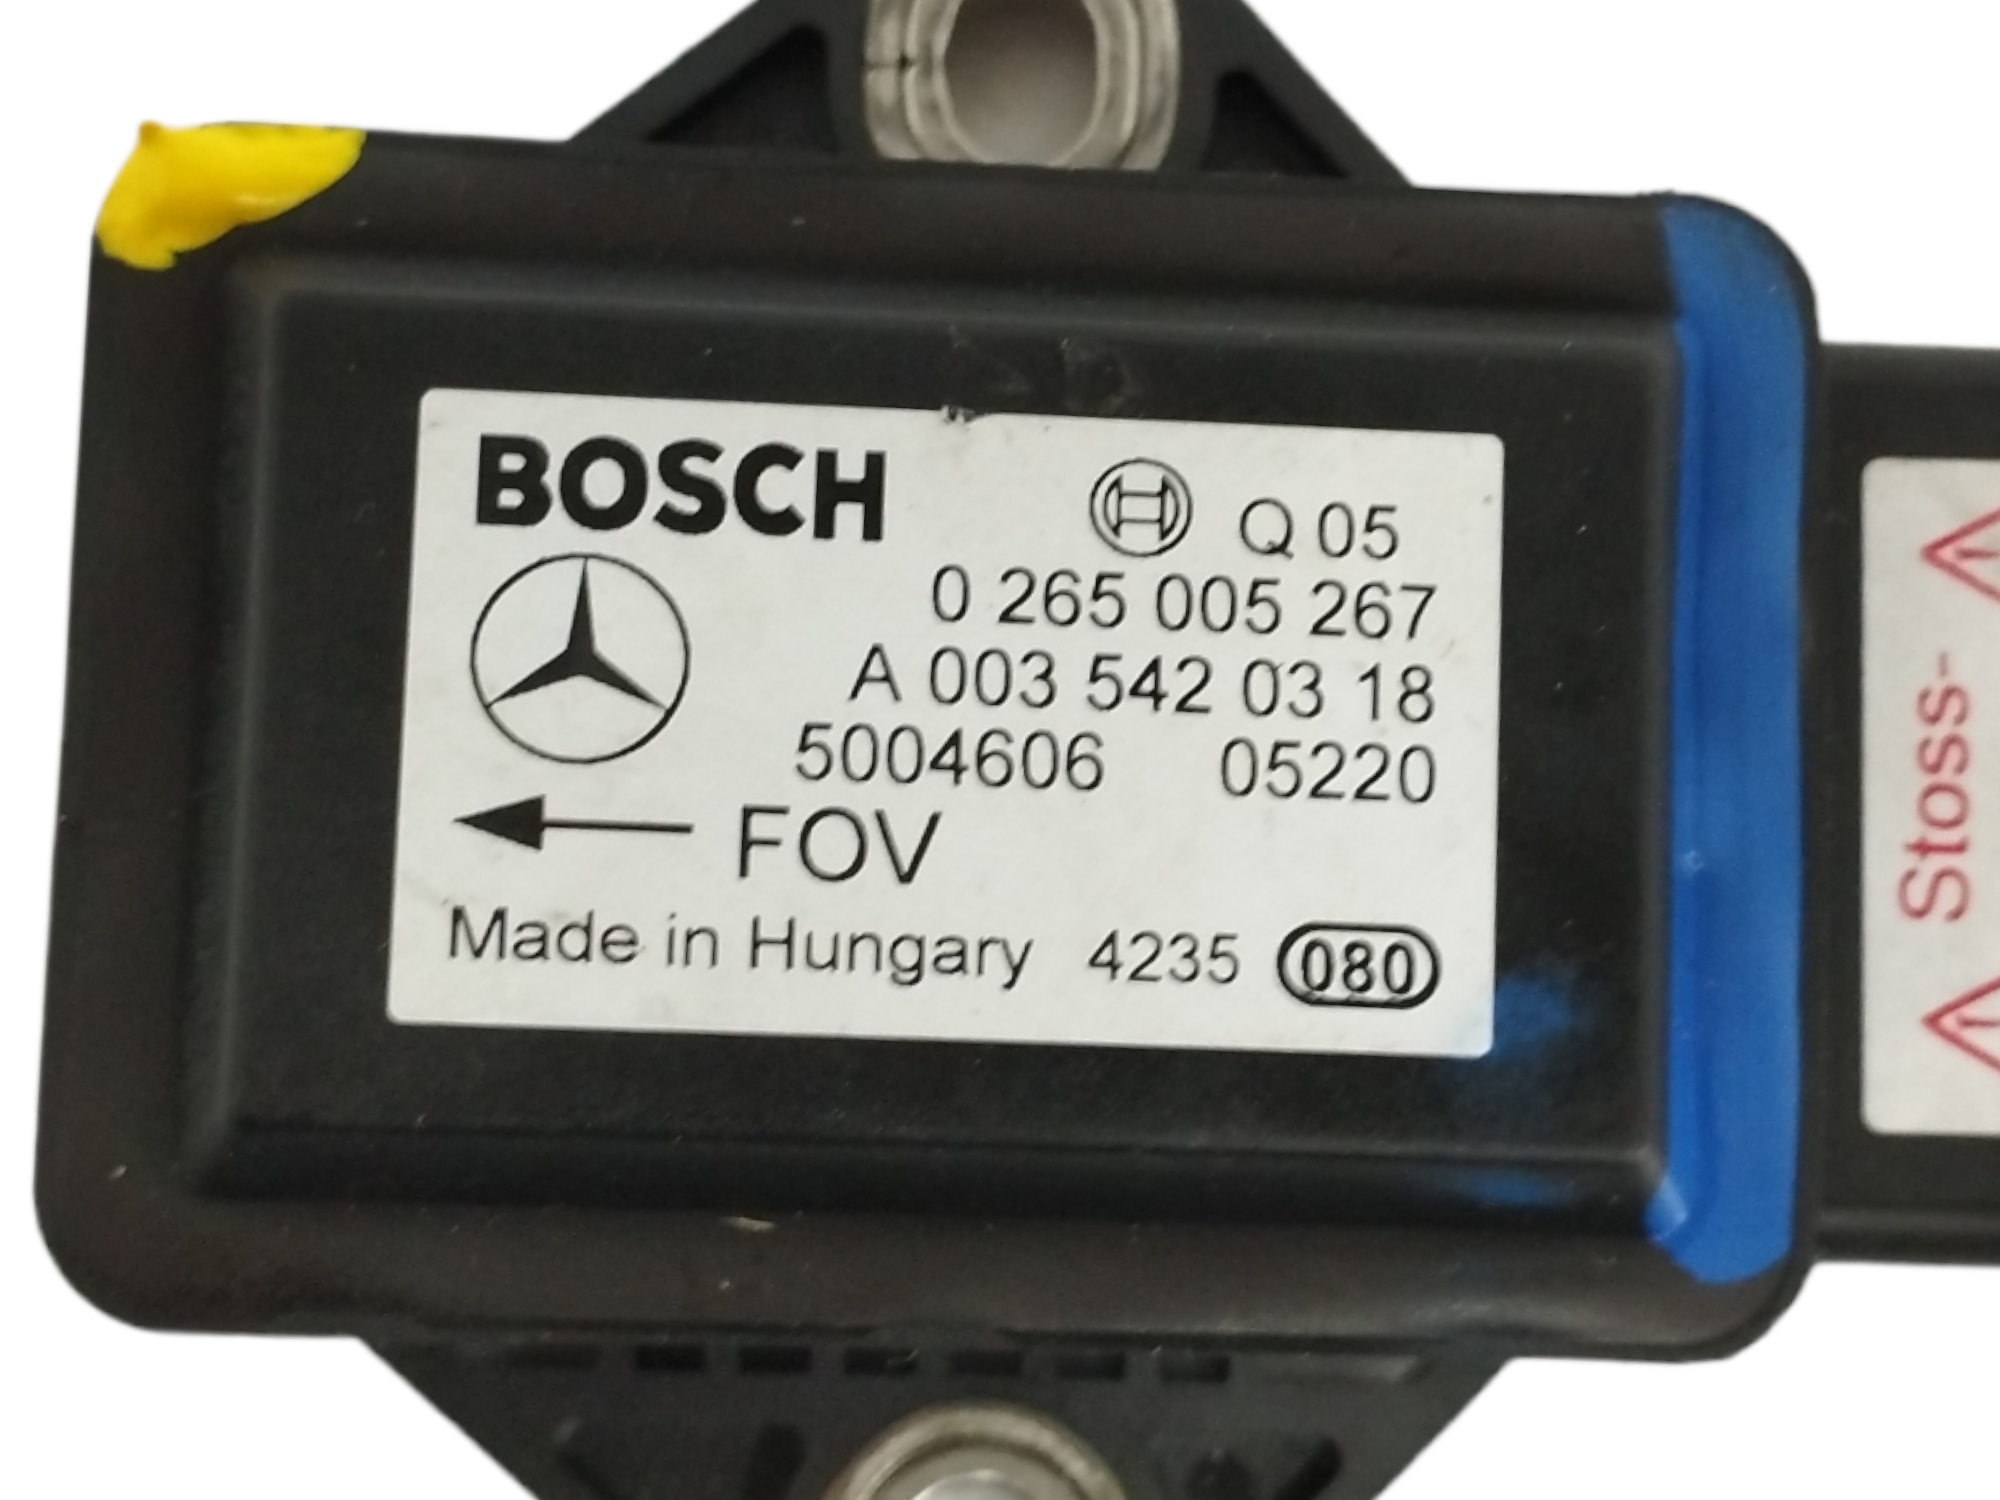 BOSCH
Q 05
0 265 005 267
A 003 542 03 18
5004606 05220
FOV
Made in Hungary 4235 080
Stoss-